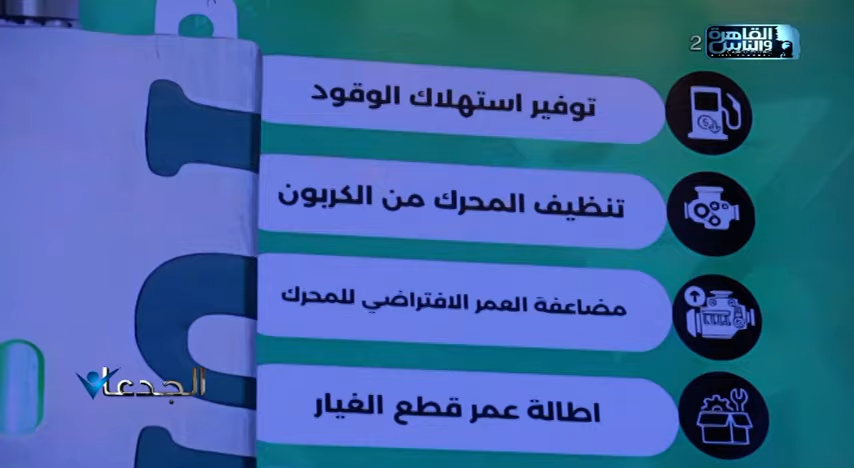 القاهرة
والناس
2
توفير استهلاك الوقود
تنظيف المحرك من الكربون
مضاعفة العمر الافتراضي للمحرك
اطالة عمر قطع الغيار
الجدعان